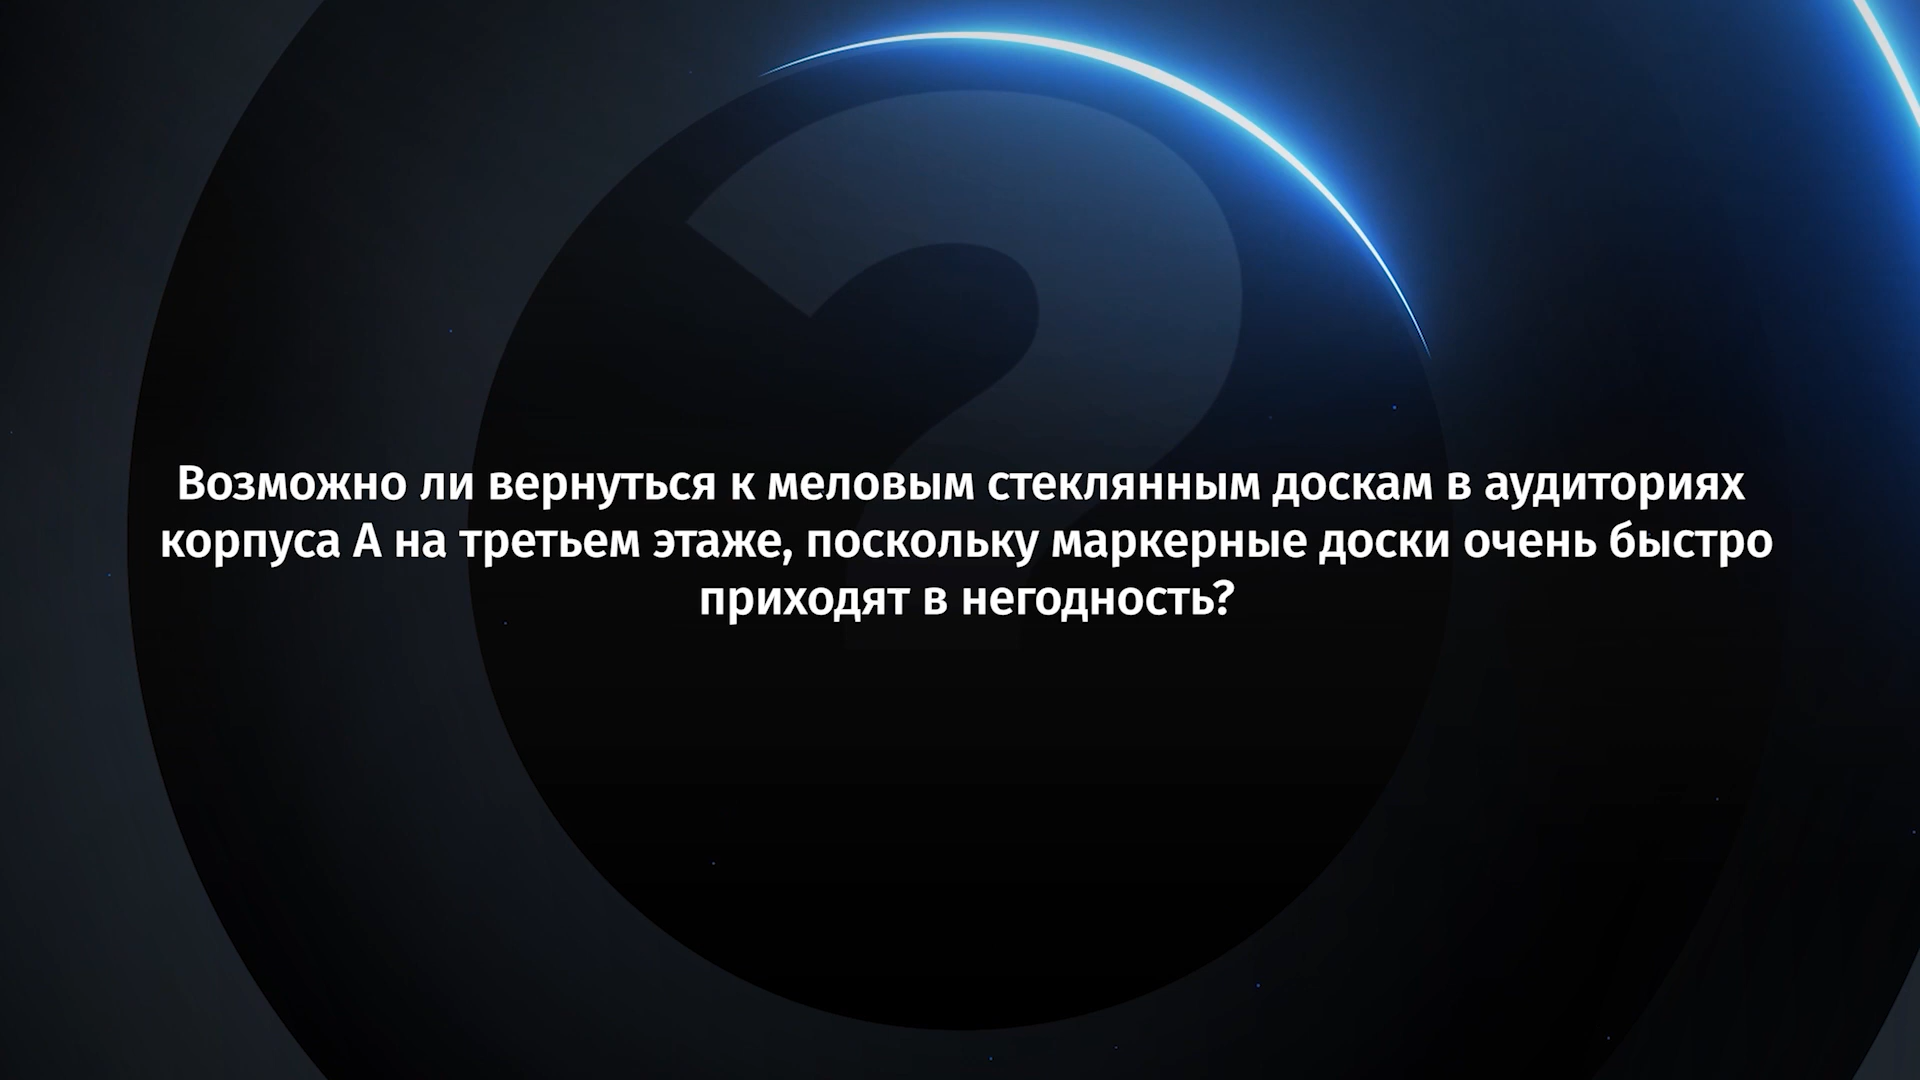 Возможно ли вернуться к меловым стеклянным доскам в аудиториях
корпуса А на третьем этаже, поскольку маркерные доски очень быстро
приходят в негодность?